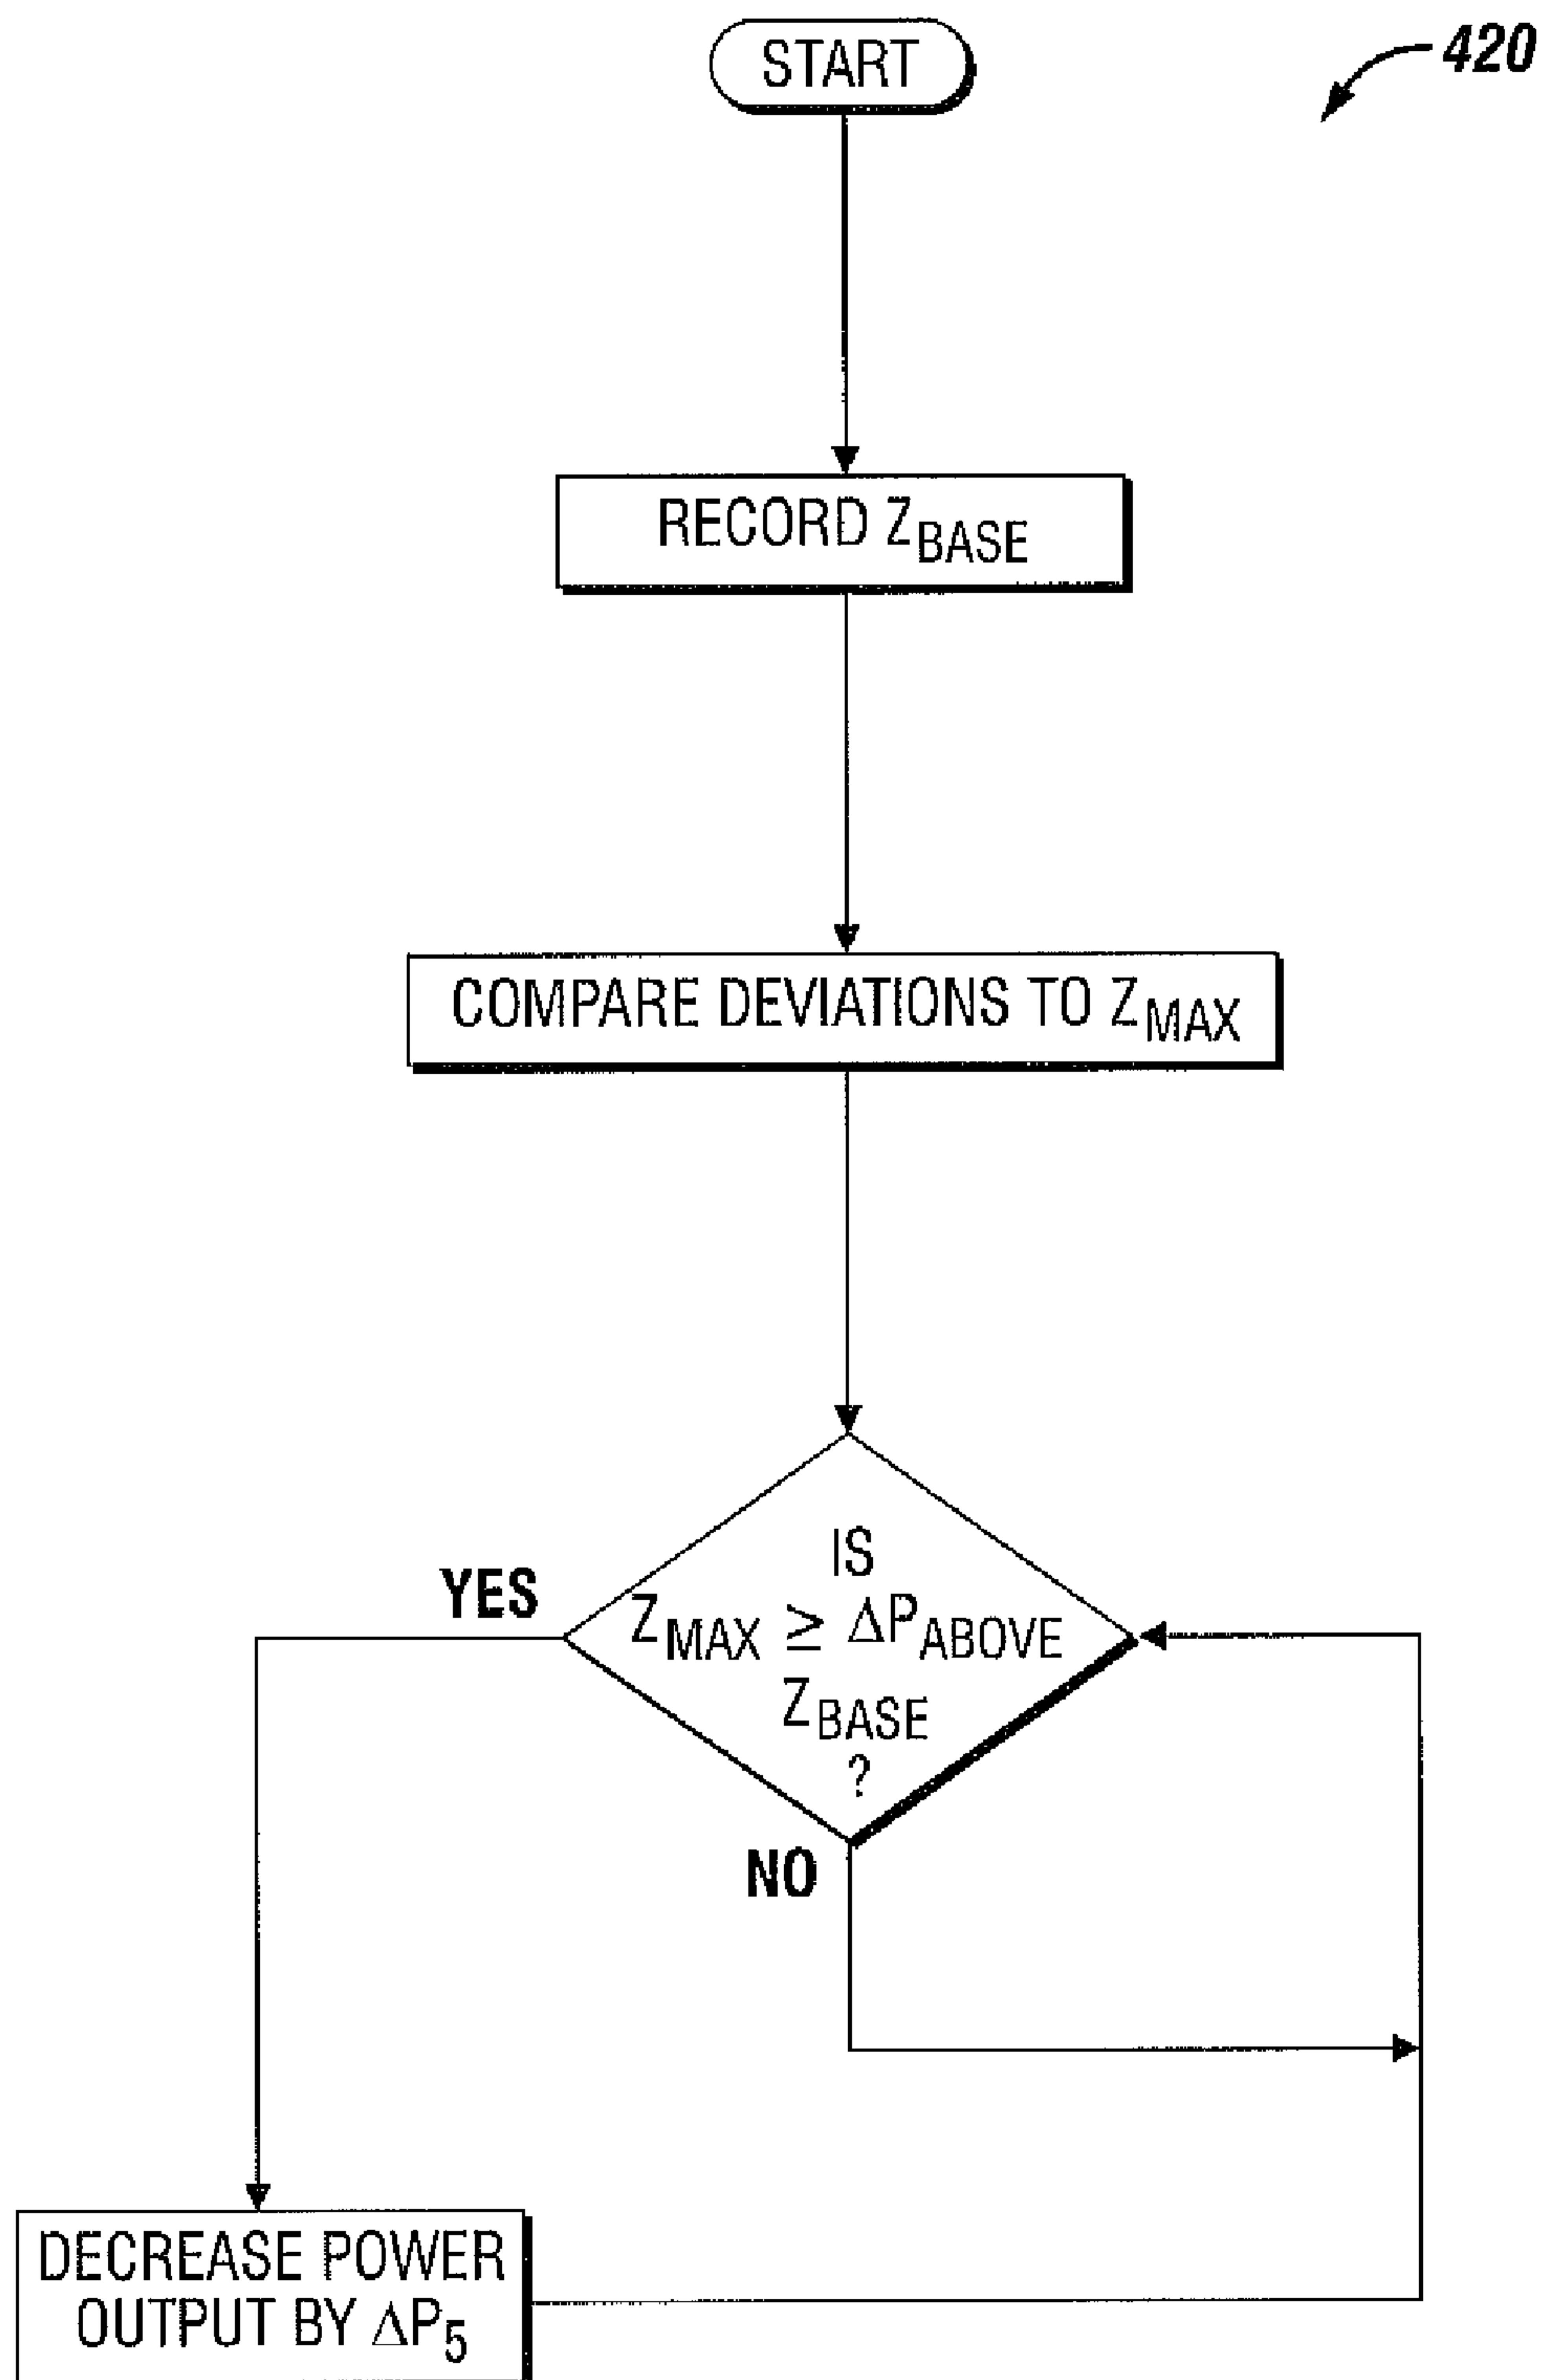 START
420
RECORD Z_BASE
COMPARE DEVIATIONS TO Z_MAX
IS
Z_MAX ≥ ΔP_ABOVE
Z_BASE
?
YES
NO
DECREASE POWER
OUTPUT BY ΔP_5